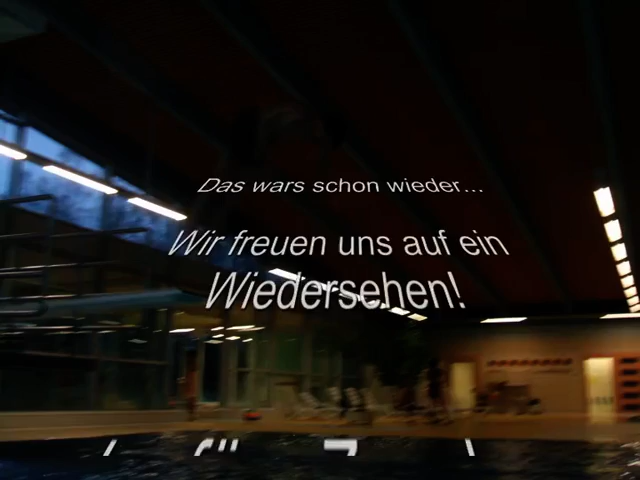 Das wars schon wieder...
Wir freuen uns auf ein
Wiedersehen!